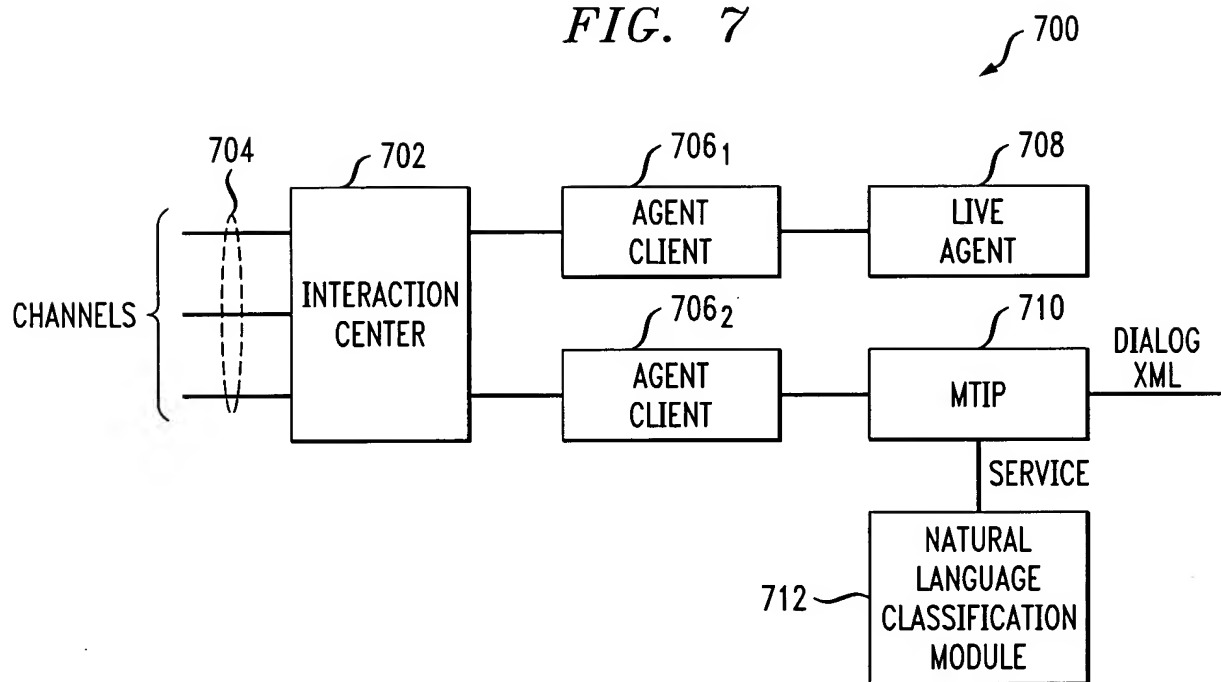 FIG. 7
700
704
702
706₁
708
CHANNELS
INTERACTION
CENTER
AGENT
CLIENT
LIVE
AGENT
706₂
710
AGENT
CLIENT
MTIP
DIALOG
XML
SERVICE
712
NATURAL
LANGUAGE
CLASSIFICATION
MODULE